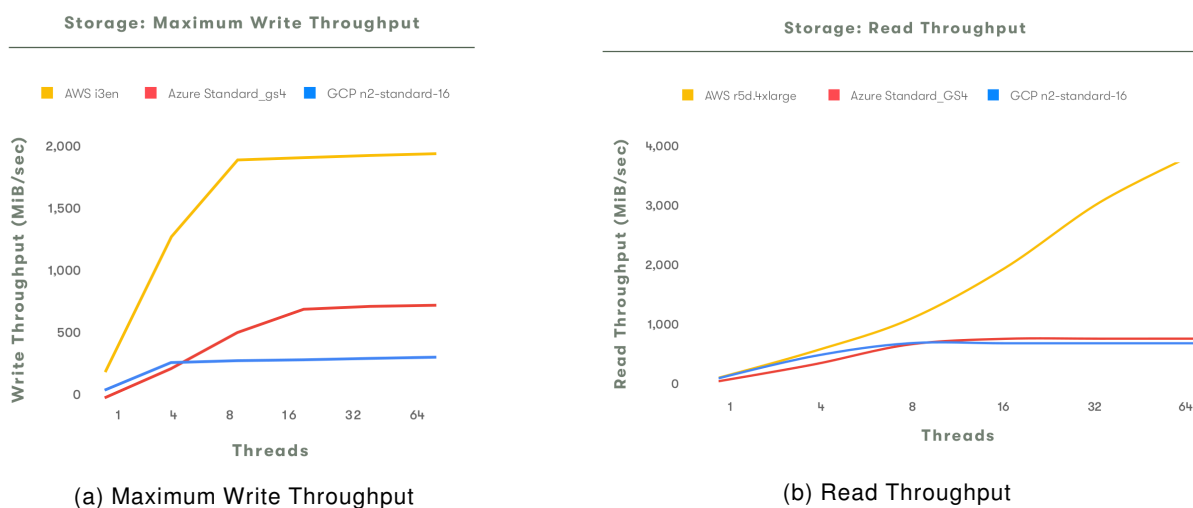 Storage: Maximum Write Throughput
AWS i3en
Azure Standard_gs4
GCP n2-standard-16
Write Throughput (MiB/sec)
2,000
1,500
1,000
500
0
1 4 8 16 32 64
Threads
(a) Maximum Write Throughput
Storage: Read Throughput
AWS r5d.4xlarge
Azure Standard_GS4
GCP n2-standard-16
Read Throughput (MiB/sec)
4,000
3,000
2,000
1,000
0
1 4 8 16 32 64
Threads
(b) Read Throughput